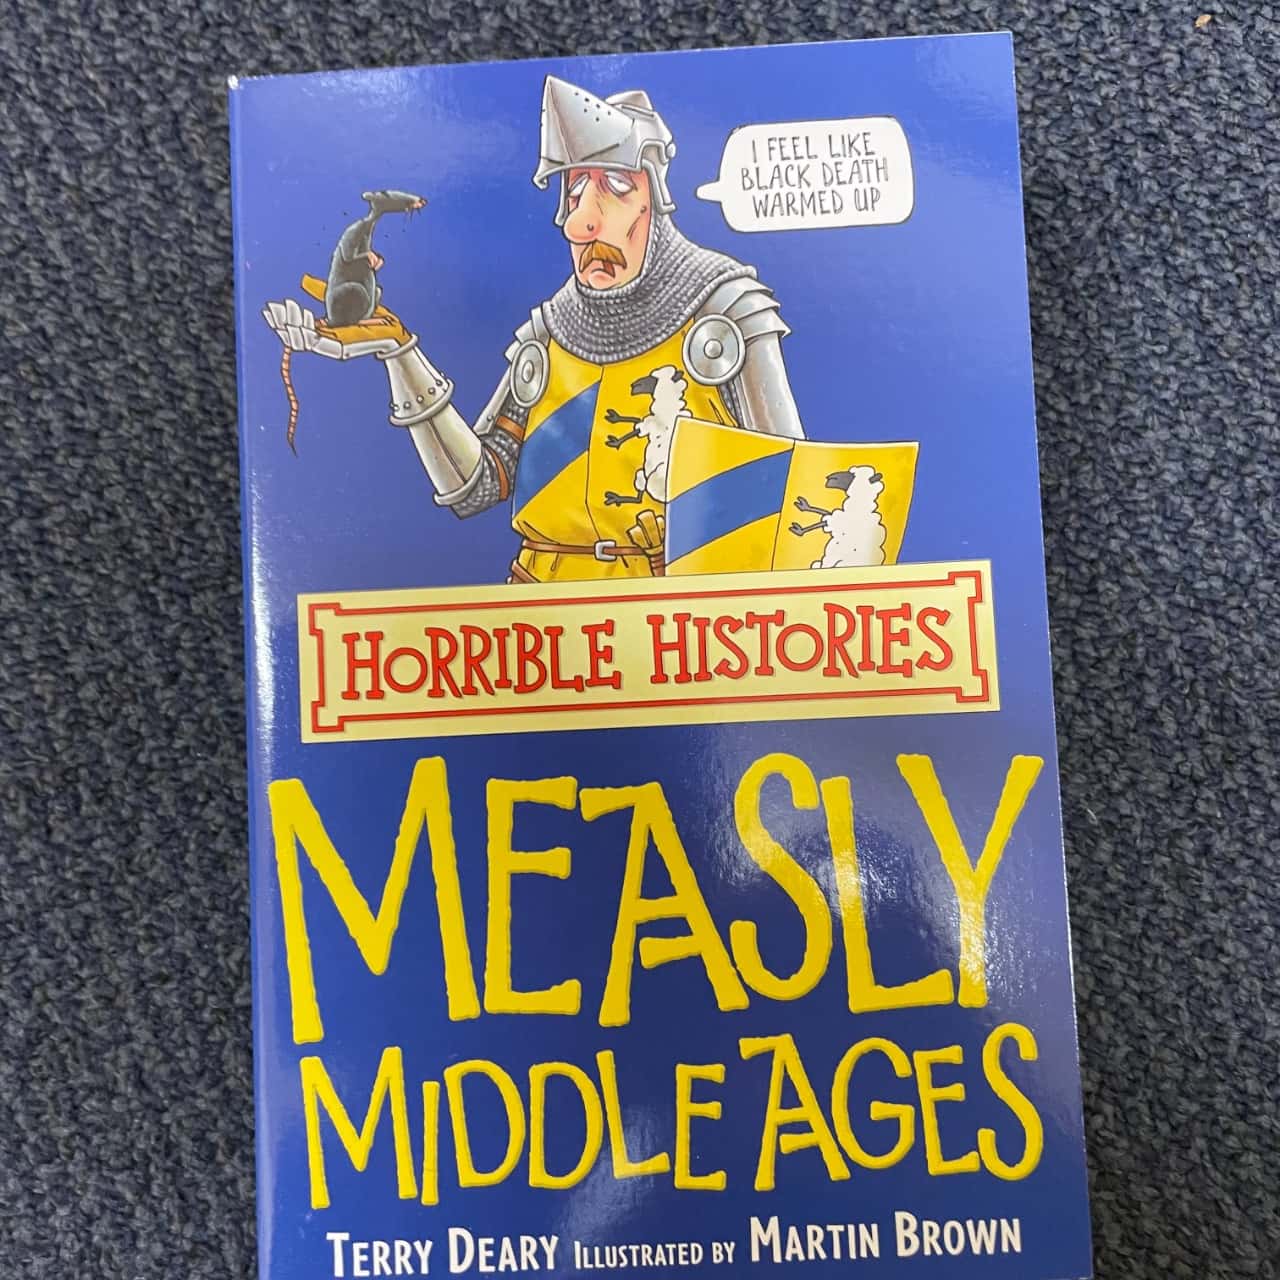 I FEEL LIKE
BLACK DEATH
WARMED UP
HORRIBLE HISTORIES
MEASLY
MIDDLE AGES
TERRY DEARY ILLUSTRATED BY MARTIN BROWN